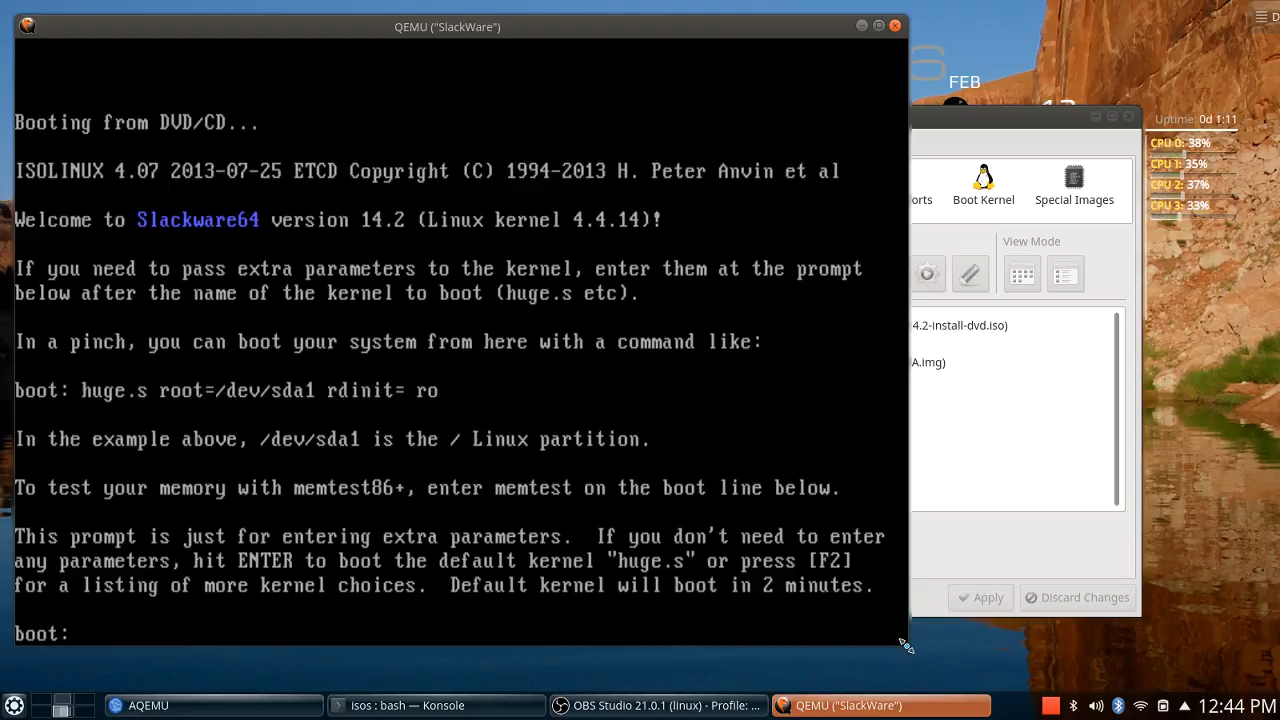 QEMU ("SlackWare")
Booting from DVD/CD...
ISOLINUX 4.07 2013-07-25 ETCD Copyright (C) 1994-2013 H. Peter Anvin et al
Welcome to Slackware64 version 14.2 (Linux kernel 4.4.14)!
If you need to pass extra parameters to the kernel, enter them at the prompt
below after the name of the kernel to boot (huge.s etc).
In a pinch, you can boot your system from here with a command like:
boot: huge.s root=/dev/sda1 rdinit= ro
In the example above, /dev/sda1 is the / Linux partition.
To test your memory with memtest86+, enter memtest on the boot line below.
This prompt is just for entering extra parameters.  If you don't need to enter
any parameters, hit ENTER to boot the default kernel "huge.s" or press [F2]
for a listing of more kernel choices.  Default kernel will boot in 2 minutes.
boot:
D
FEB
Uptime: 0d 1:11
CPU 0: 38%
CPU 1: 35%
CPU 2: 37%
CPU 3: 33%
orts
Boot Kernel
Special Images
View Mode
4.2-install-dvd.iso)
A.img)
Apply
Discard Changes
AQEMU
isos : bash — Konsole
OBS Studio 21.0.1 (linux) - Profile: ...
QEMU ("SlackWare")
12:44 PM